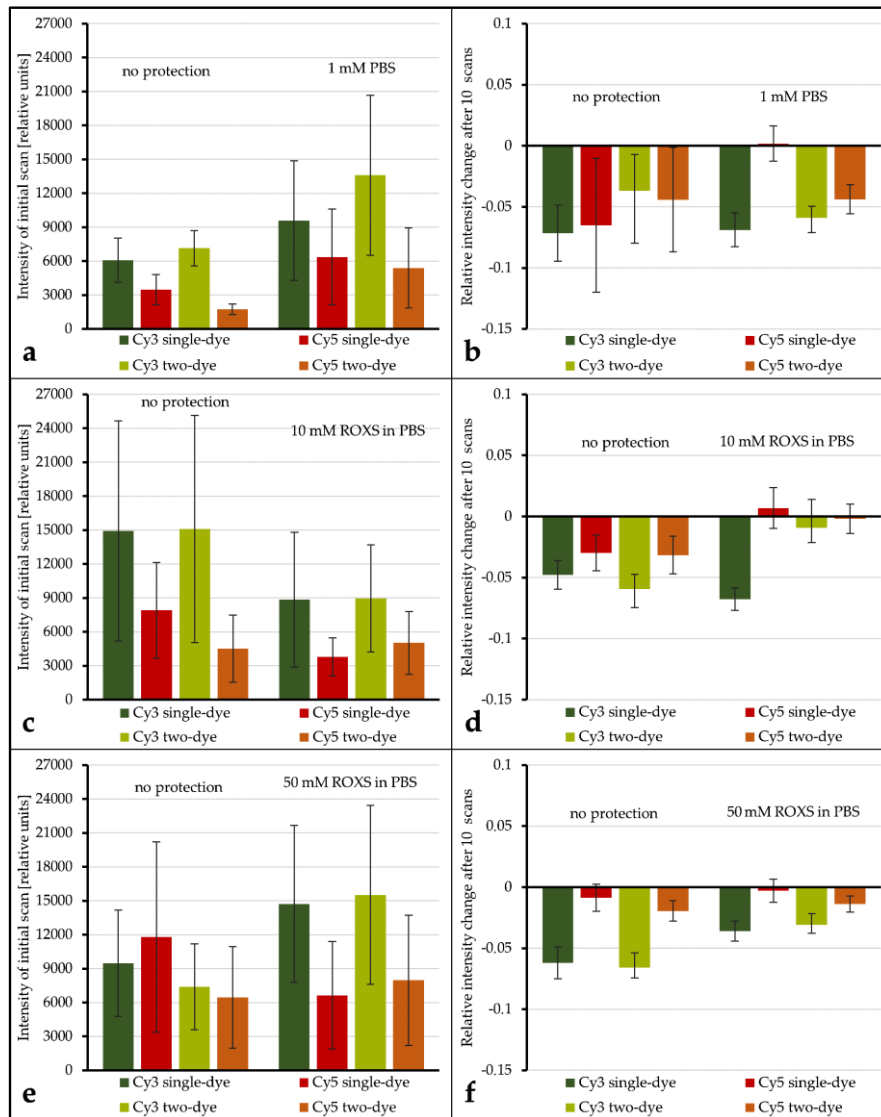 Intensity of initial scan [relative units]
27000
24000
21000
18000
15000
12000
9000
6000
3000
0
no protection
1 mM PBS
a
Cy3 single-dye
Cy5 single-dye
Cy3 two-dye
Cy5 two-dye
Relative intensity change after 10 scans
0.1
0.05
0
-0.05
-0.1
-0.15
no protection
1 mM PBS
b
Cy3 single-dye
Cy5 single-dye
Cy3 two-dye
Cy5 two-dye
Intensity of initial scan [relative units]
27000
24000
21000
18000
15000
12000
9000
6000
3000
0
no protection
10 mM ROXS in PBS
c
Cy3 single-dye
Cy5 single-dye
Cy3 two-dye
Cy5 two-dye
Relative intensity change after 10 scans
0.1
0.05
0
-0.05
-0.1
-0.15
no protection
10 mM ROXS in PBS
d
Cy3 single-dye
Cy5 single-dye
Cy3 two-dye
Cy5 two-dye
Intensity of initial scan [relative units]
27000
24000
21000
18000
15000
12000
9000
6000
3000
0
no protection
50 mM ROXS in PBS
e
Cy3 single-dye
Cy5 single-dye
Cy3 two-dye
Cy5 two-dye
Relative intensity change after 10 scans
0.1
0.05
0
-0.05
-0.1
-0.15
no protection
50 mM ROXS in PBS
f
Cy3 single-dye
Cy5 single-dye
Cy3 two-dye
Cy5 two-dye